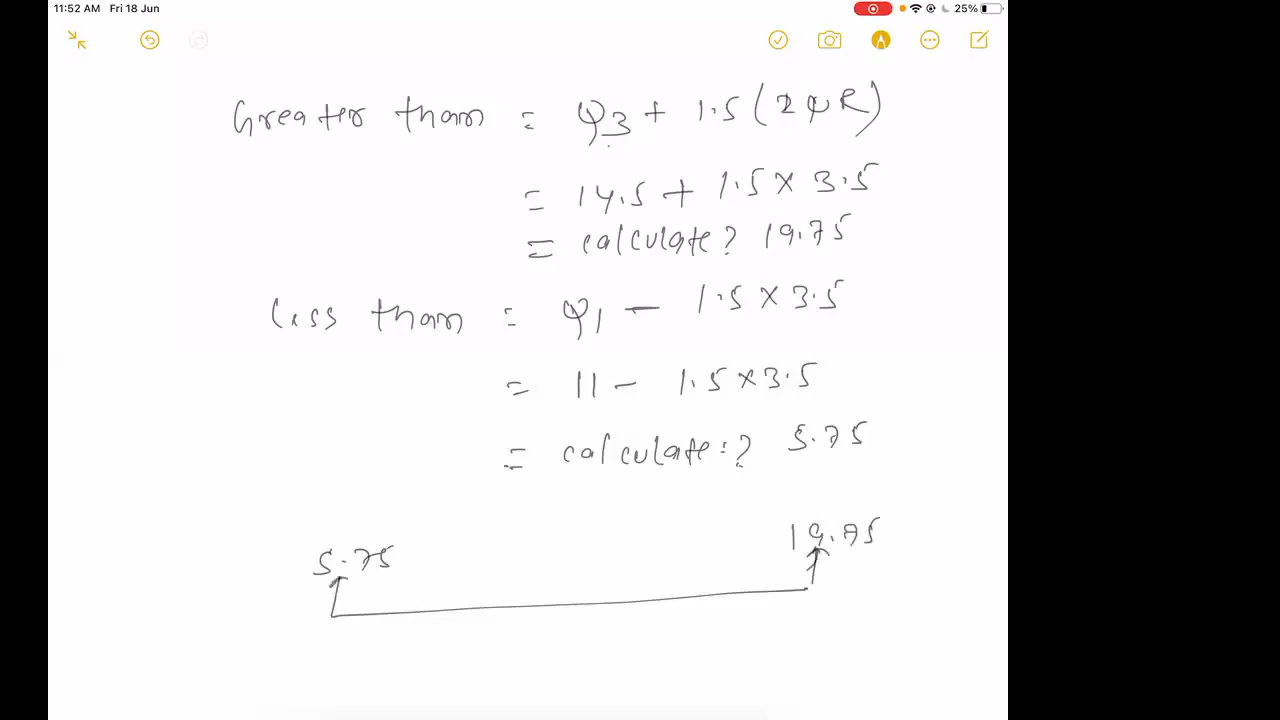 11:52 AM Fri 18 Jun
25%
Greater than = Q3 + 1.5 (IQR)
= 14.5 + 1.5 × 3.5
= calculate? 19.75
Less than = Q1 - 1.5 × 3.5
= 11 - 1.5 × 3.5
= calculate:? 5.75
5.75
19.75